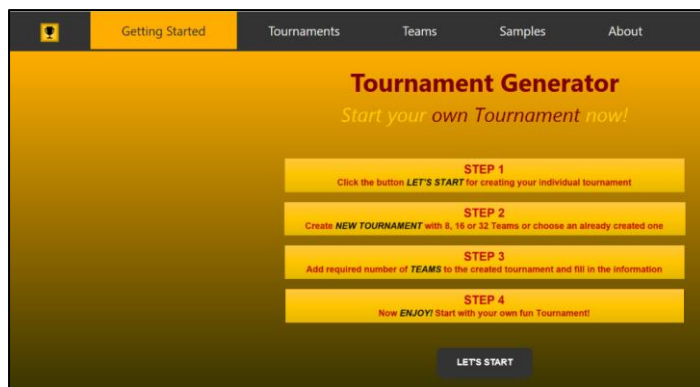 Getting Started Tournaments Teams Samples About
Tournament Generator
Start your own Tournament now!
STEP 1
Click the button LET'S START for creating your individual tournament
STEP 2
Create NEW TOURNAMENT with 8, 16 or 32 Teams or choose an already created one
STEP 3
Add required number of TEAMS to the created tournament and fill in the information
STEP 4
Now ENJOY! Start with your own fun Tournament!
LET'S START